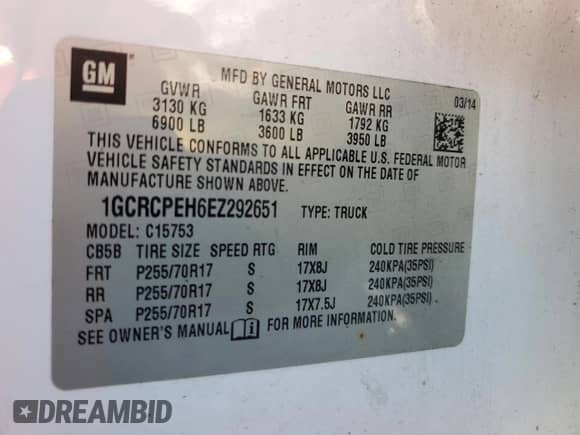 GM
MFD BY GENERAL MOTORS LLC
GVWR GAWR FRT GAWR RR 03/14
3130 KG 1633 KG 1792 KG
6900 LB 3600 LB 3950 LB
THIS VEHICLE CONFORMS TO ALL APPLICABLE U.S. FEDERAL MOTOR
VEHICLE SAFETY STANDARDS IN EFFECT ON THE DATE OF
MANUFACTURE SHOWN ABOVE.
1GCRCPEH6EZ292651 TYPE: TRUCK
MODEL: C15753
CB5B TIRE SIZE SPEED RTG RIM COLD TIRE PRESSURE
FRT P255/70R17 S 17X8J 240KPA(35PSI)
RR P255/70R17 S 17X8J 240KPA(35PSI)
SPA P255/70R17 S 17X7.5J 240KPA(35PSI)
SEE OWNER'S MANUAL FOR MORE INFORMATION.
DREAMBID